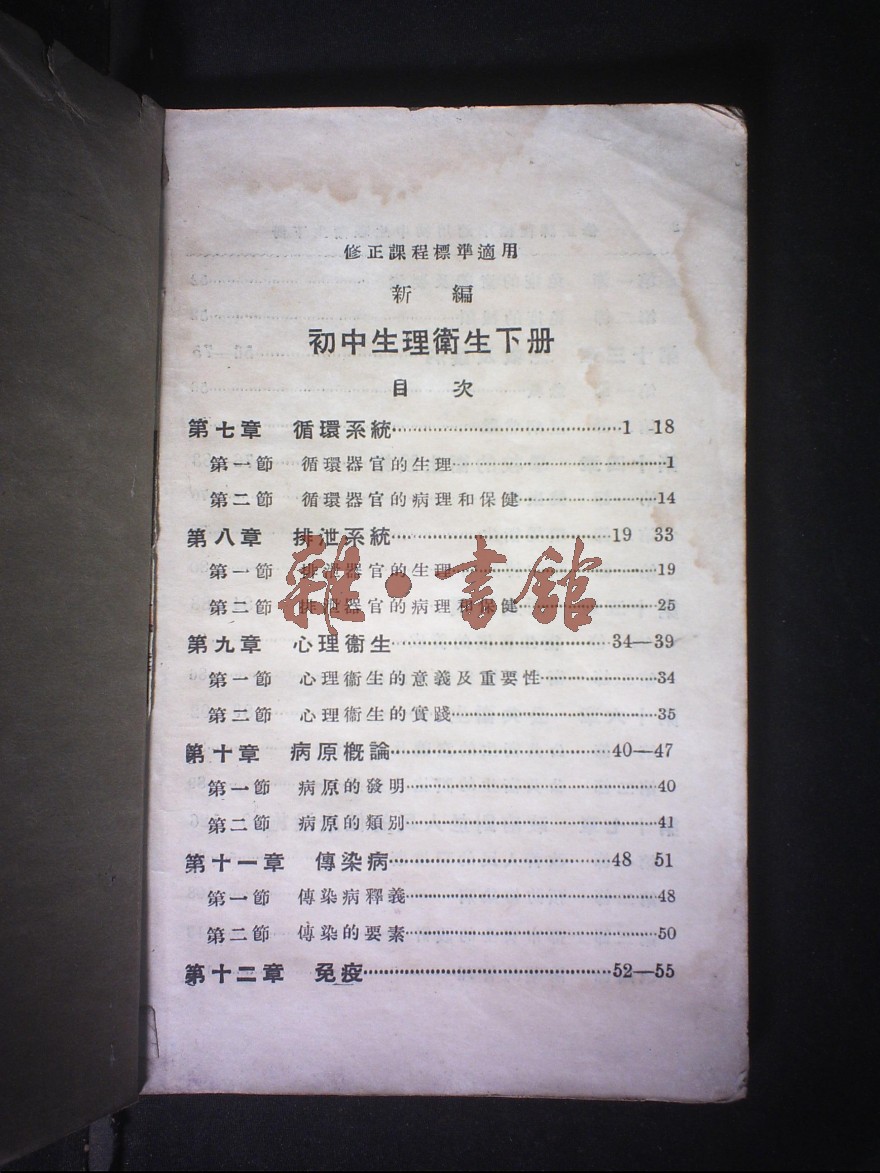 修正課程標準適用
新編
初中生理衛生下册
目次
第七章 循環系統……1 18
第一節 循環器官的生理……1
第二節 循環器官的病理和保健……14
第八章 排泄系統……19 33
第一節 排泄器官的生理……19
第二節 排泄器官的病理和保健……25
第九章 心理衞生……34—39
第一節 心理衞生的意義及重要性……34
第二節 心理衞生的實踐……35
第十章 病原概論……40—47
第一節 病原的發明……40
第二節 病原的類別……41
第十一章 傳染病……48 51
第一節 傳染病釋義……48
第二節 傳染的要素……50
第十二章 免疫……52—55
雜·書館